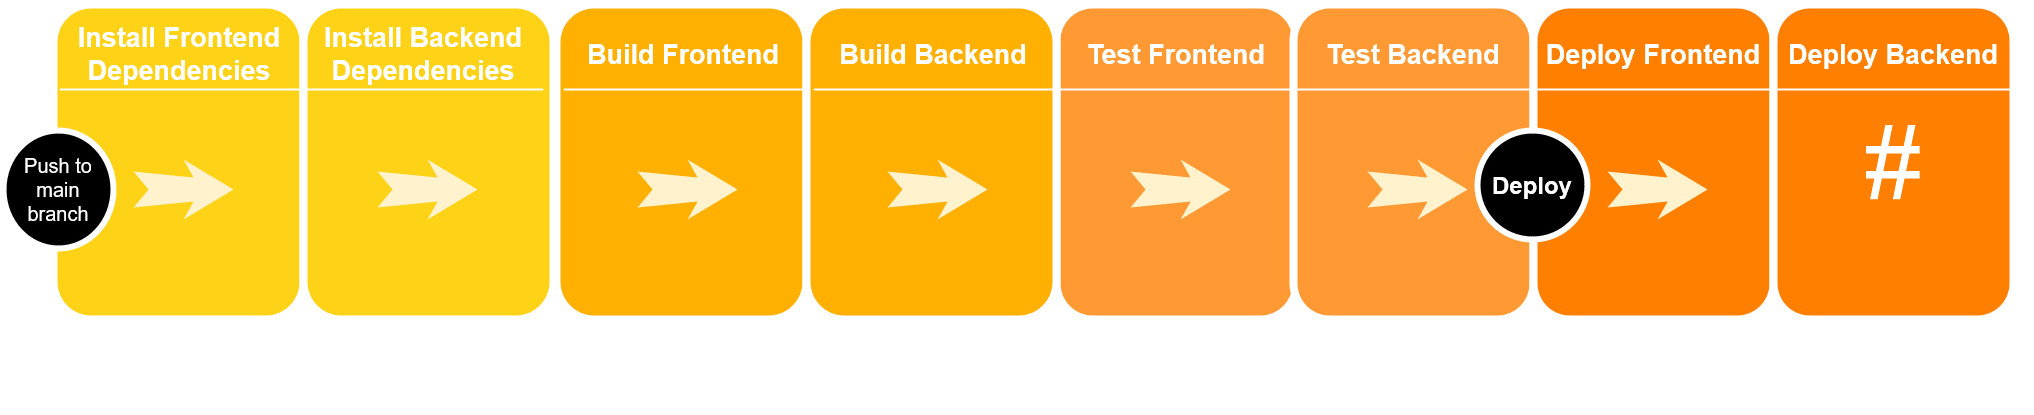 Install Frontend
Dependencies
Install Backend
Dependencies
Build Frontend
Build Backend
Test Frontend
Test Backend
Deploy Frontend
Deploy Backend
Push to
main
branch
Deploy
#